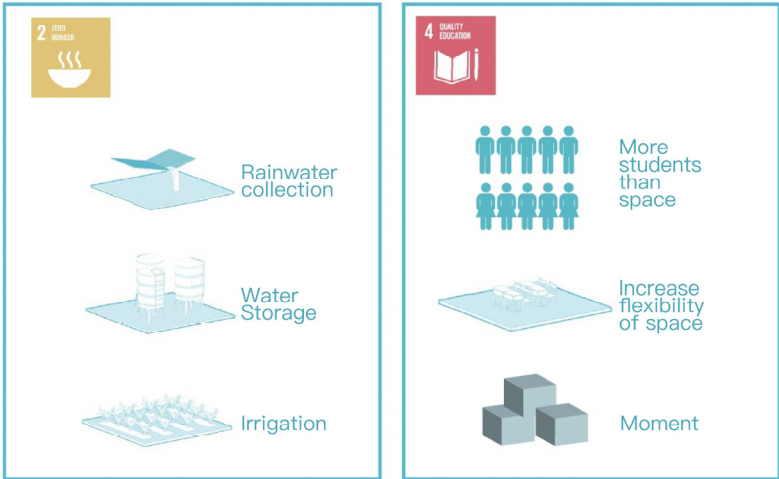 2 ZERO
HUNGER
Rainwater
collection
Water
Storage
Irrigation
4 QUALITY
EDUCATION
More
students
than
space
Increase
flexibility
of space
Moment